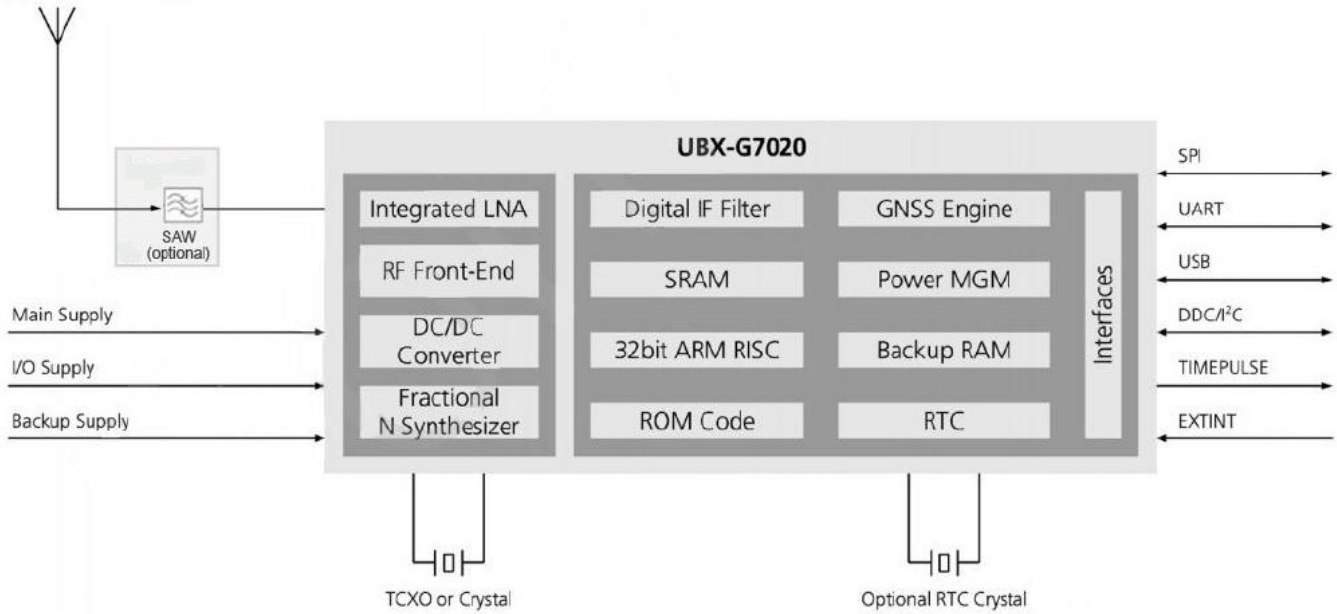 UBX-G7020
SAW
(optional)
Main Supply
I/O Supply
Backup Supply
Integrated LNA
RF Front-End
DC/DC
Converter
Fractional
N Synthesizer
Digital IF Filter
SRAM
32bit ARM RISC
ROM Code
GNSS Engine
Power MGM
Backup RAM
RTC
Interfaces
SPI
UART
USB
DDC/I²C
TIMEPULSE
EXTINT
TCXO or Crystal
Optional RTC Crystal